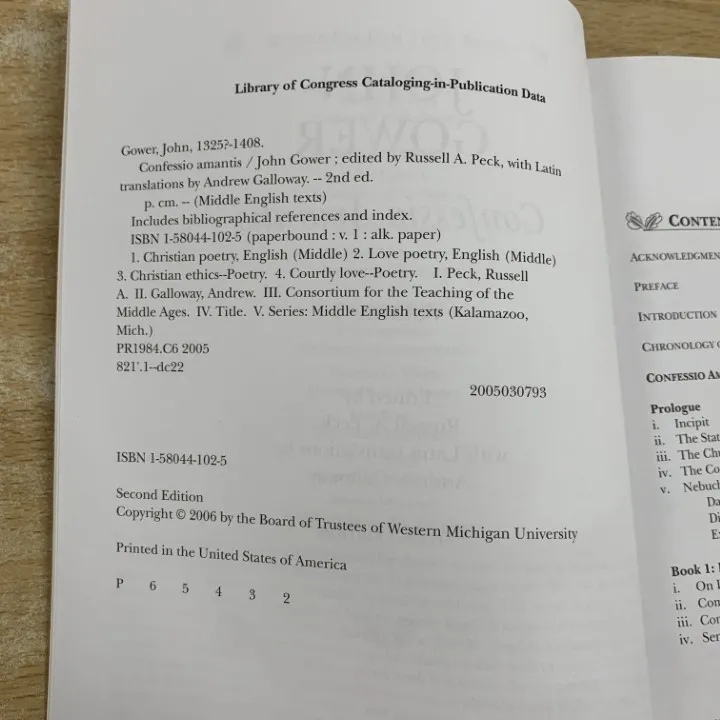 Library of Congress Cataloging-in-Publication Data
Gower, John, 1325?-1408.
Confessio amantis / John Gower ; edited by Russell A. Peck, with Latin
translations by Andrew Galloway. -- 2nd ed.
p. cm. -- (Middle English texts)
Includes bibliographical references and index.
ISBN 1-58044-102-5 (paperbound : v. 1 : alk. paper)
1. Christian poetry, English (Middle) 2. Love poetry, English (Middle)
3. Christian ethics--Poetry. 4. Courtly love--Poetry. I. Peck, Russell
A. II. Galloway, Andrew. III. Consortium for the Teaching of the
Middle Ages. IV. Title. V. Series: Middle English texts (Kalamazoo,
Mich.)
PR1984.C6 2005
821'.1--dc22
2005030793
ISBN 1-58044-102-5
Second Edition
Copyright © 2006 by the Board of Trustees of Western Michigan University
Printed in the United States of America
P 6 5 4 3 2
CONTEN
ACKNOWLEDGMEN
PREFACE
INTRODUCTION
CHRONOLOGY
CONFESSIO AM
Prologue
i. Incipit
ii. The Stat
iii. The Chu
iv. The Co
v. Nebuch
Da
Di
E
Book 1:
i. On
ii. Con
iii. Con
iv. Ser